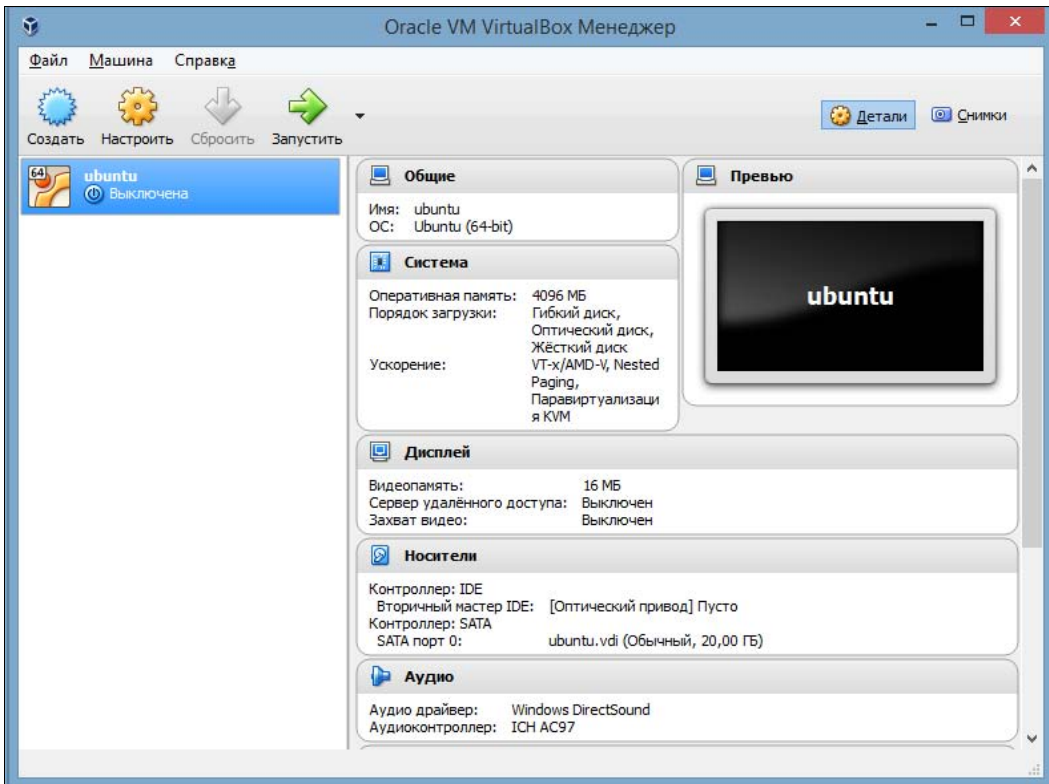 Oracle VM VirtualBox Менеджер
Файл Машина Справка
Создать Настроить Сбросить Запустить
Детали Снимки
64
ubuntu
Выключена
Общие
Имя: ubuntu
ОС: Ubuntu (64-bit)
Система
Оперативная память: 4096 МБ
Порядок загрузки: Гибкий диск,
Оптический диск,
Жёсткий диск
Ускорение: VT-x/AMD-V, Nested
Paging,
Паравиртуализаци
я KVM
Превью
ubuntu
Дисплей
Видеопамять: 16 МБ
Сервер удалённого доступа: Выключен
Захват видео: Выключен
Носители
Контроллер: IDE
Вторичный мастер IDE: [Оптический привод] Пусто
Контроллер: SATA
SATA порт 0: ubuntu.vdi (Обычный, 20,00 ГБ)
Аудио
Аудио драйвер: Windows DirectSound
Аудиоконтроллер: ICH AC97